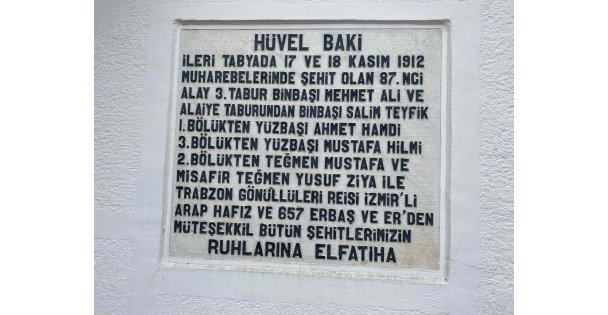 HÜVEL BAKİ
İLERİ TABYADA 17 VE 18 KASIM 1912
MUHAREBELERİNDE ŞEHİT OLAN 87. NCİ
ALAY 3. TABUR BİNBAŞI MEHMET ALİ VE
ALAİYE TABURUNDAN BİNBAŞI SALİM TEYFİK
1.BÖLÜKTEN YÜZBAŞI AHMET HAMDİ
3.BÖLÜKTEN YÜZBAŞI MUSTAFA HİLMİ
2.BÖLÜKTEN TEĞMEN MUSTAFA VE
MİSAFİR TEĞMEN YUSUF ZİYA İLE
TRABZON GÖNÜLLÜLERİ REİSİ İZMİR'Lİ
ARAP HAFIZ VE 657 ERBAŞ VE ER'DEN
MÜTEŞEKKİL BÜTÜN ŞEHİTLERİMİZİN
RUHLARINA ELFATIHA